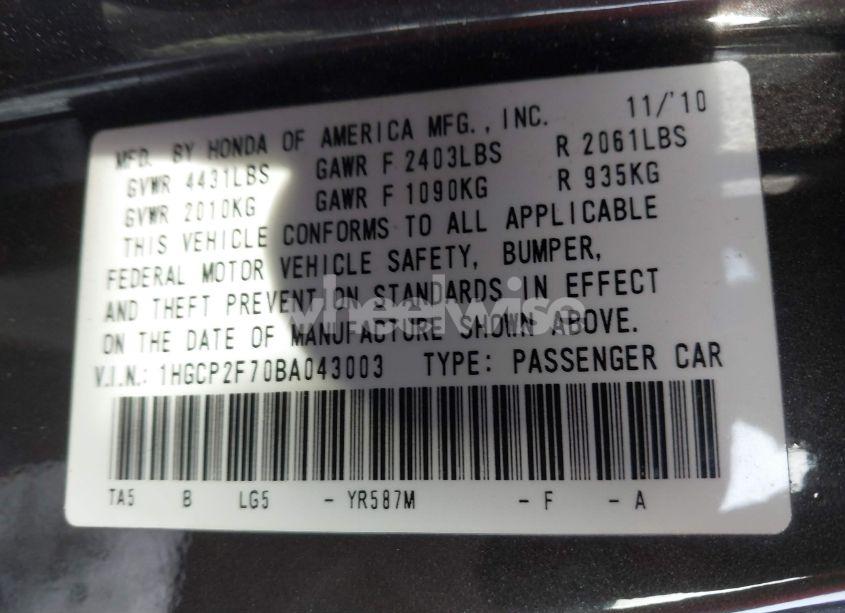 MFD. BY HONDA OF AMERICA MFG., INC. 11/'10
GVWR 4431LBS GAWR F 2403LBS R 2061LBS
GVWR 2010KG GAWR F 1090KG R 935KG
THIS VEHICLE CONFORMS TO ALL APPLICABLE
FEDERAL MOTOR VEHICLE SAFETY, BUMPER,
AND THEFT PREVENTION STANDARDS IN EFFECT
ON THE DATE OF MANUFACTURE SHOWN ABOVE.
wheelwise
V.I.N.: 1HGCP2F70BA043003 TYPE: PASSENGER CAR
TA5 B LG5 - YR587M - F - A